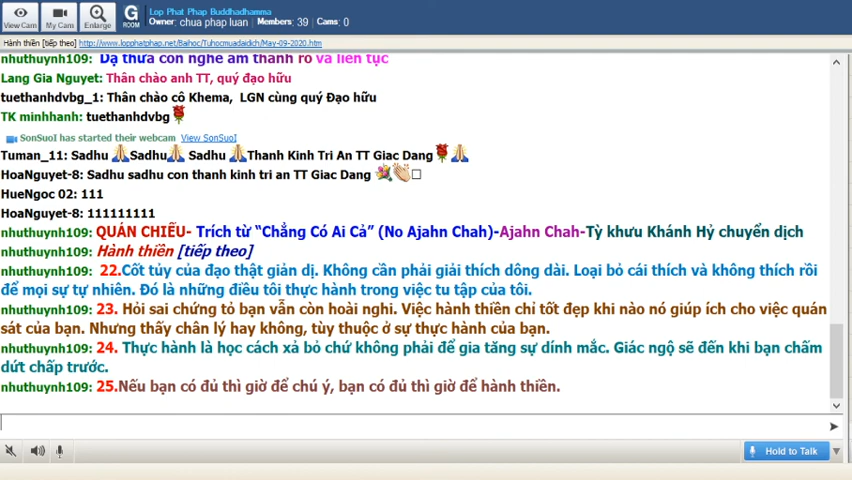 Lop Phat Phap Buddhadhamma
Owner: chua phap luan  Members: 39  Cams: 0
View Cam  My Cam  Enlarge  G ROOM
Hành thiền [tiếp theo] http://www.lopphatphap.net/Baihoc/Tuhocmuadaidich/May-09-2020.htm
nhuthuynh109: Dạ thưa con nghe âm thanh rõ và liên tục
Lang Gia Nguyet: Thân chào anh TT, quý đạo hữu
tuethanhdvbg_1: Thân chào cô Khema, LGN cùng quý Đạo hữu
TK minhhanh: tuethanhdvbg
SonSuoI has started their webcam View SonSuoI
Tuman_11: Sadhu Sadhu Sadhu Thanh Kinh Tri An TT Giac Dang
HoaNguyet-8: Sadhu sadhu con thanh kinh tri an TT Giac Dang
HueNgoc 02: 111
HoaNguyet-8: 111111111
nhuthuynh109: QUÁN CHIẾU- Trích từ “Chẳng Có Ai Cả” (No Ajahn Chah)-Ajahn Chah-Tỳ khưu Khánh Hỷ chuyển dịch
nhuthuynh109: Hành thiền [tiếp theo]
nhuthuynh109: 22.Cốt tủy của đạo thật giản dị. Không cần phải giải thích dông dài. Loại bỏ cái thích và không thích rồi
để mọi sự tự nhiên. Đó là những điều tôi thực hành trong việc tu tập của tôi.
nhuthuynh109: 23. Hỏi sai chứng tỏ bạn vẫn còn hoài nghi. Việc hành thiền chỉ tốt đẹp khi nào nó giúp ích cho việc quán
sát của bạn. Nhưng thấy chân lý hay không, tùy thuộc ở sự thực hành của bạn.
nhuthuynh109: 24. Thực hành là học cách xả bỏ chứ không phải để gia tăng sự dính mắc. Giác ngộ sẽ đến khi bạn chấm
dứt chấp trước.
nhuthuynh109: 25.Nếu bạn có đủ thì giờ để chú ý, bạn có đủ thì giờ để hành thiền.
Hold to Talk